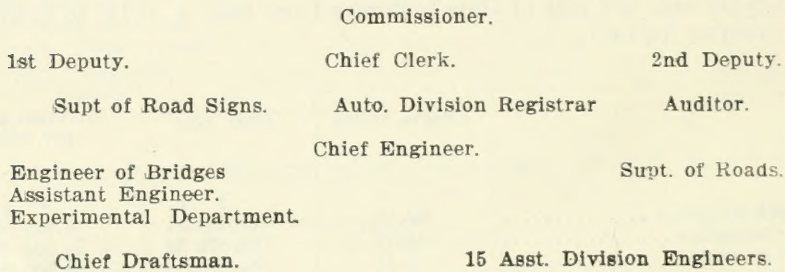 Commissioner.
1st Deputy. Chief Clerk. 2nd Deputy.
Supt of Road Signs. Auto. Division Registrar Auditor.
Chief Engineer.
Engineer of Bridges Supt. of Roads.
Assistant Engineer.
Experimental Department.
Chief Draftsman. 15 Asst. Division Engineers.